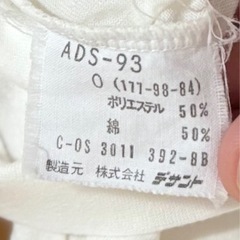 ADS-93
O (177-98-84)
ポリエステル 50%
綿 50%
C-OS 3011 392-8B
製造元 株式会社 デサント